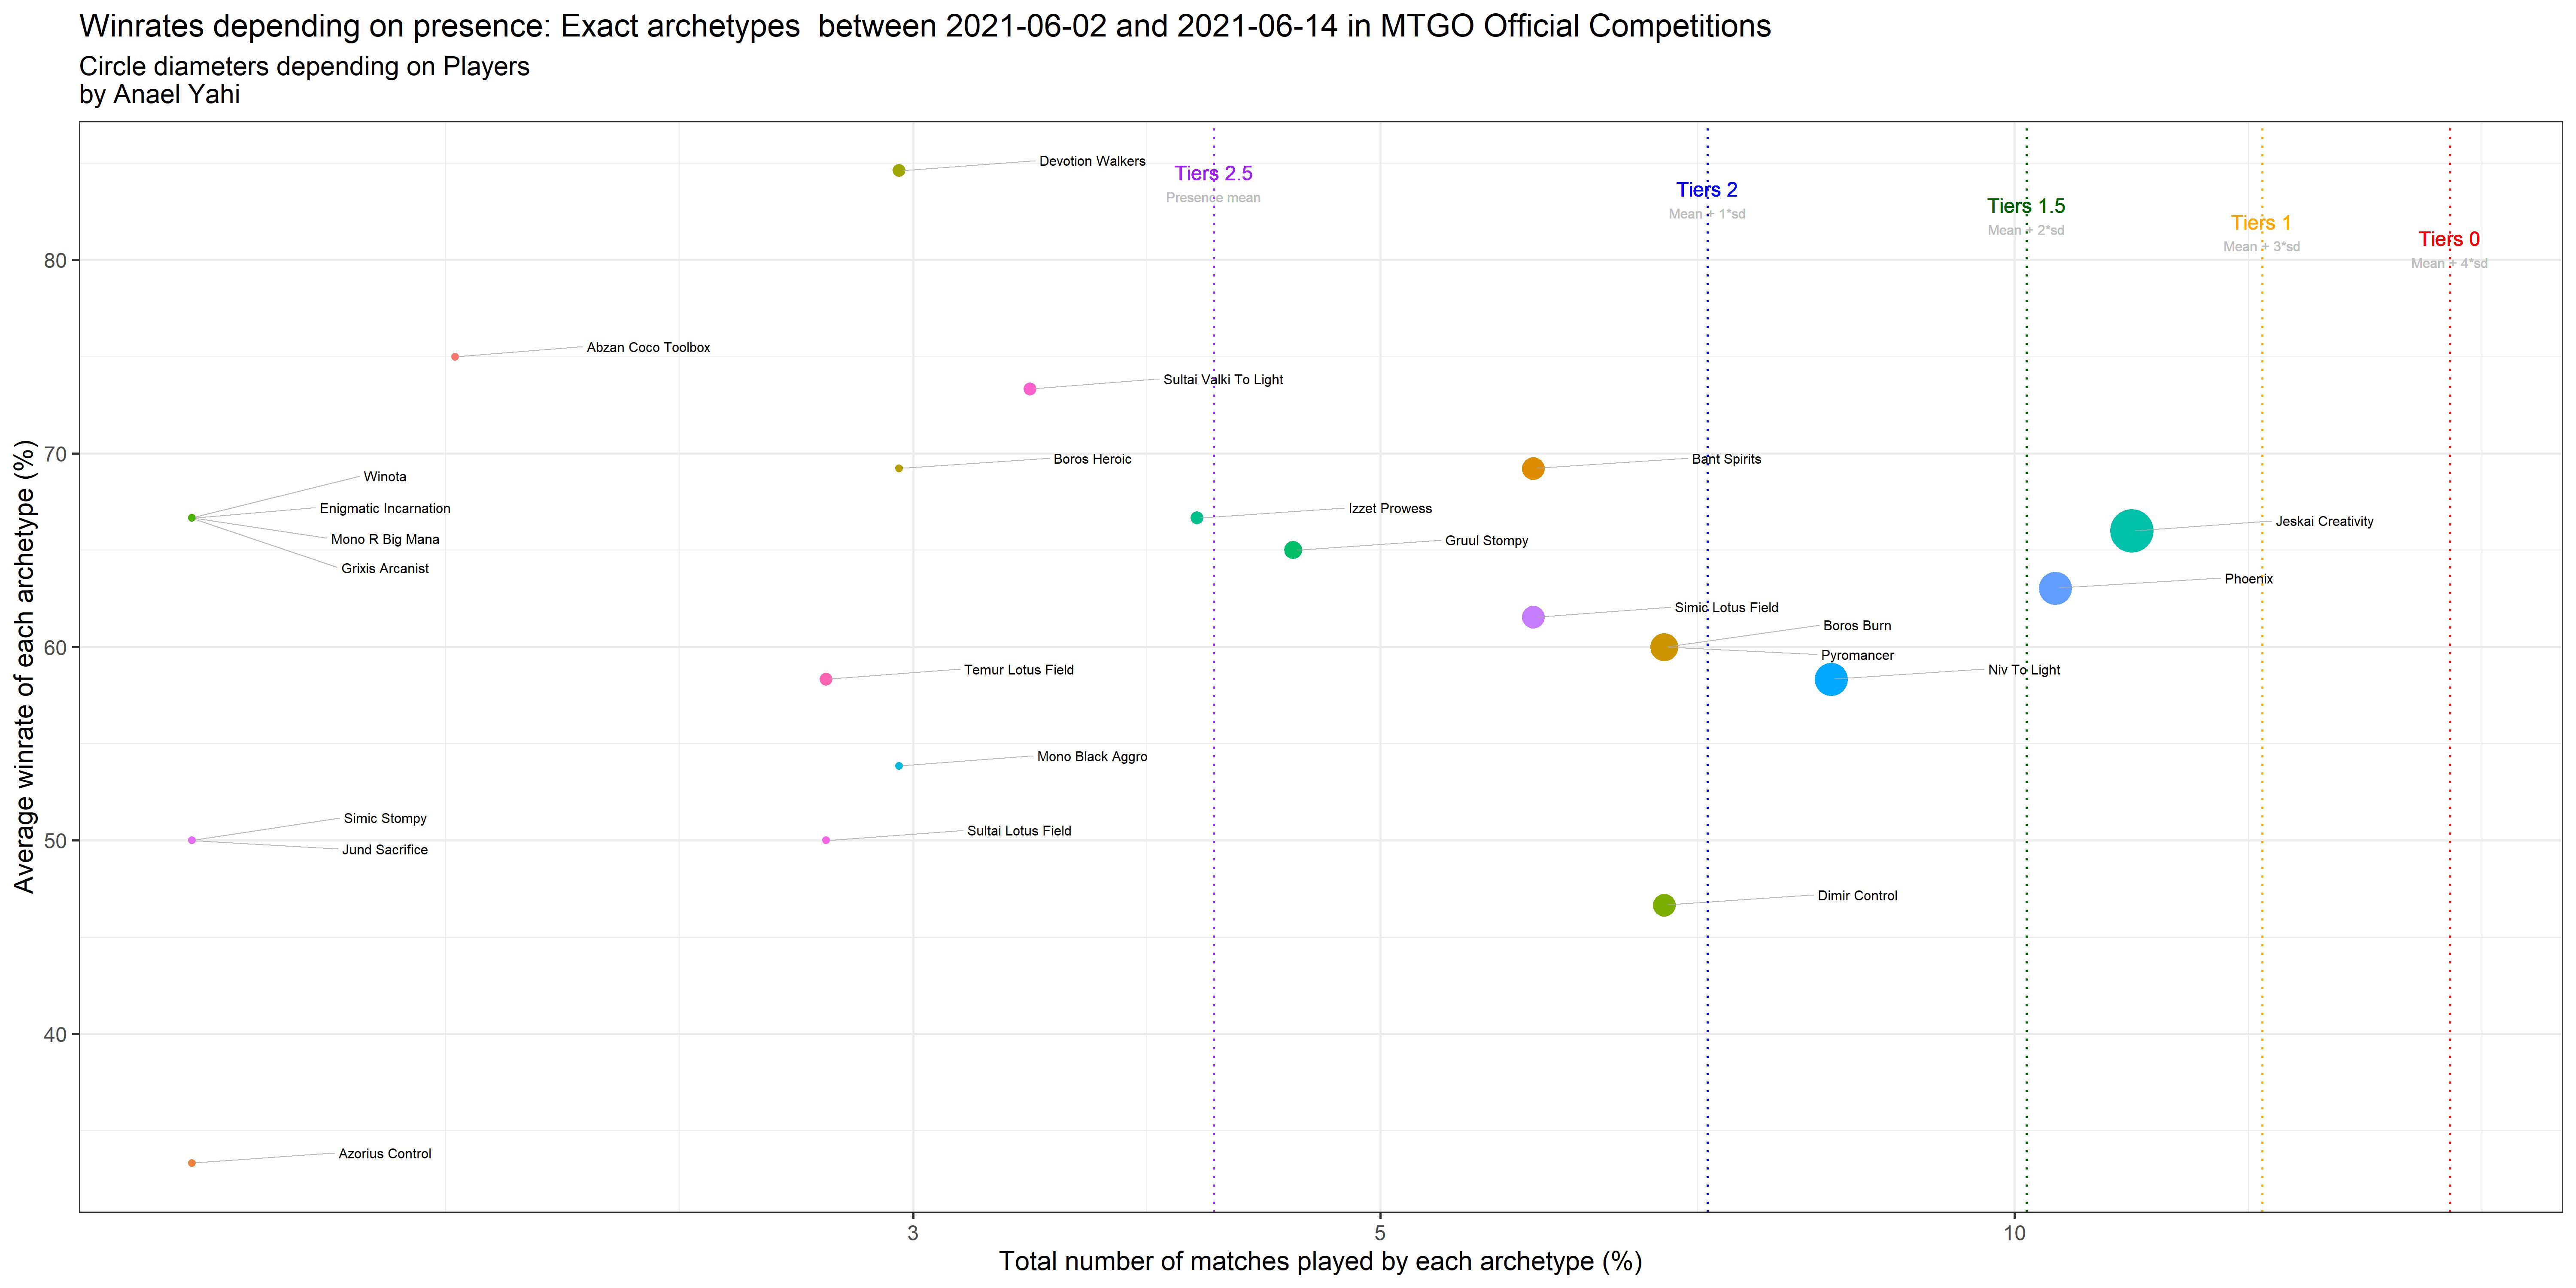 Winrates depending on presence: Exact archetypes  between 2021-06-02 and 2021-06-14 in MTGO Official Competitions
Circle diameters depending on Players
by Anael Yahi
Devotion Walkers
Tiers 2.5
Presence mean
Tiers 2
Mean + 1*sd
Tiers 1.5
Mean + 2*sd
Tiers 1
Mean + 3*sd
Tiers 0
Mean + 4*sd
80
Abzan Coco Toolbox
Sultai Valki To Light
70
Boros Heroic
Bant Spirits
Winota
Enigmatic Incarnation
Mono R Big Mana
Grixis Arcanist
Izzet Prowess
Gruul Stompy
Jeskai Creativity
Phoenix
Simic Lotus Field
Boros Burn
Pyromancer
60
Temur Lotus Field
Niv To Light
Mono Black Aggro
Simic Stompy
Jund Sacrifice
50
Sultai Lotus Field
Dimir Control
40
Azorius Control
Average winrate of each archetype (%)
3
5
10
Total number of matches played by each archetype (%)